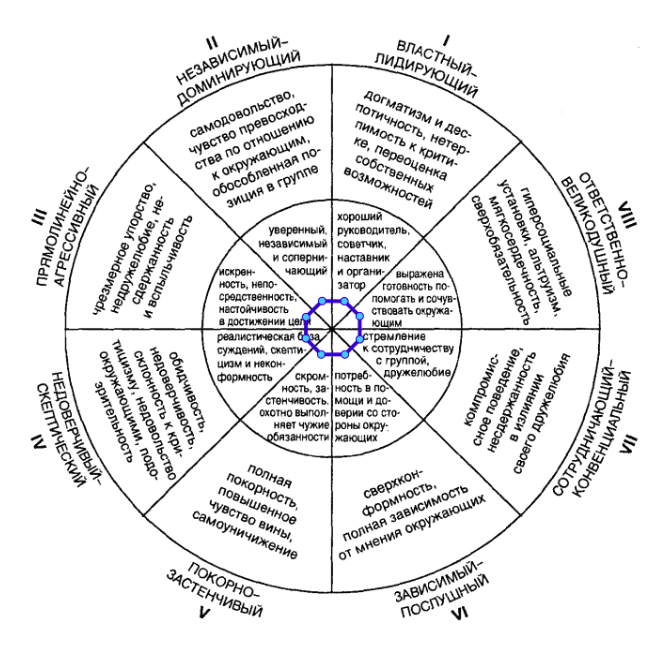 I
ВЛАСТНЫЙ–
ЛИДИРУЮЩИЙ
догматизм и дес-
потичность, нетер-
пимость к крити-
ке, переоценка
собственных
возможностей
хороший
руководитель,
советчик,
наставник
и органи-
затор
II
НЕЗАВИСИМЫЙ–
ДОМИНИРУЮЩИЙ
самодовольство,
чувство превосход-
ства по отношению
к окружающим,
обособленная по-
зиция в группе
уверенный,
независимый
и соперни-
чающий
III
ПРЯМОЛИНЕЙНО-
АГРЕССИВНЫЙ
чрезмерное упорство,
недружелюбие, не-
сдержанность
и вспыльчивость
искрен-
ность, непо-
средственность,
настойчивость
в достижении цели
IV
НЕДОВЕРЧИВЫЙ-
СКЕПТИЧЕСКИЙ
обидчивость,
недоверчивость,
склонность к кри-
тицизму, недовольство
окружающими, подо-
зрительность
реалистическая база
суждений, скепти-
цизм и некон-
формность
V
ПОКОРНО-
ЗАСТЕНЧИВЫЙ
полная
покорность,
повышенное
чувство вины,
самоуничижение
скром-
ность, за-
стенчивость.
охотно выпол-
няет чужие
обязанности
VI
ЗАВИСИМЫЙ-
ПОСЛУШНЫЙ
сверхкон-
формность,
полная зависимость
от мнения окружающих
потреб-
ность в по-
мощи и до-
верии со сто-
роны окру-
жающих
VII
СОТРУДНИЧАЮЩИЙ-
КОНВЕНЦИАЛЬНЫЙ
компромис-
сное поведение,
несдержанность
в излиянии
своего дружелюбия
стремление
к сотрудничеству
с группой,
дружелюбие
VIII
ОТВЕТСТВЕННО-
ВЕЛИКОДУШНЫЙ
гиперсоциальные
установки, альтруизм,
мягкосердечность,
сверхобязательность
выражена
готовность по-
помогать и сочув-
ствовать окружа-
ющим